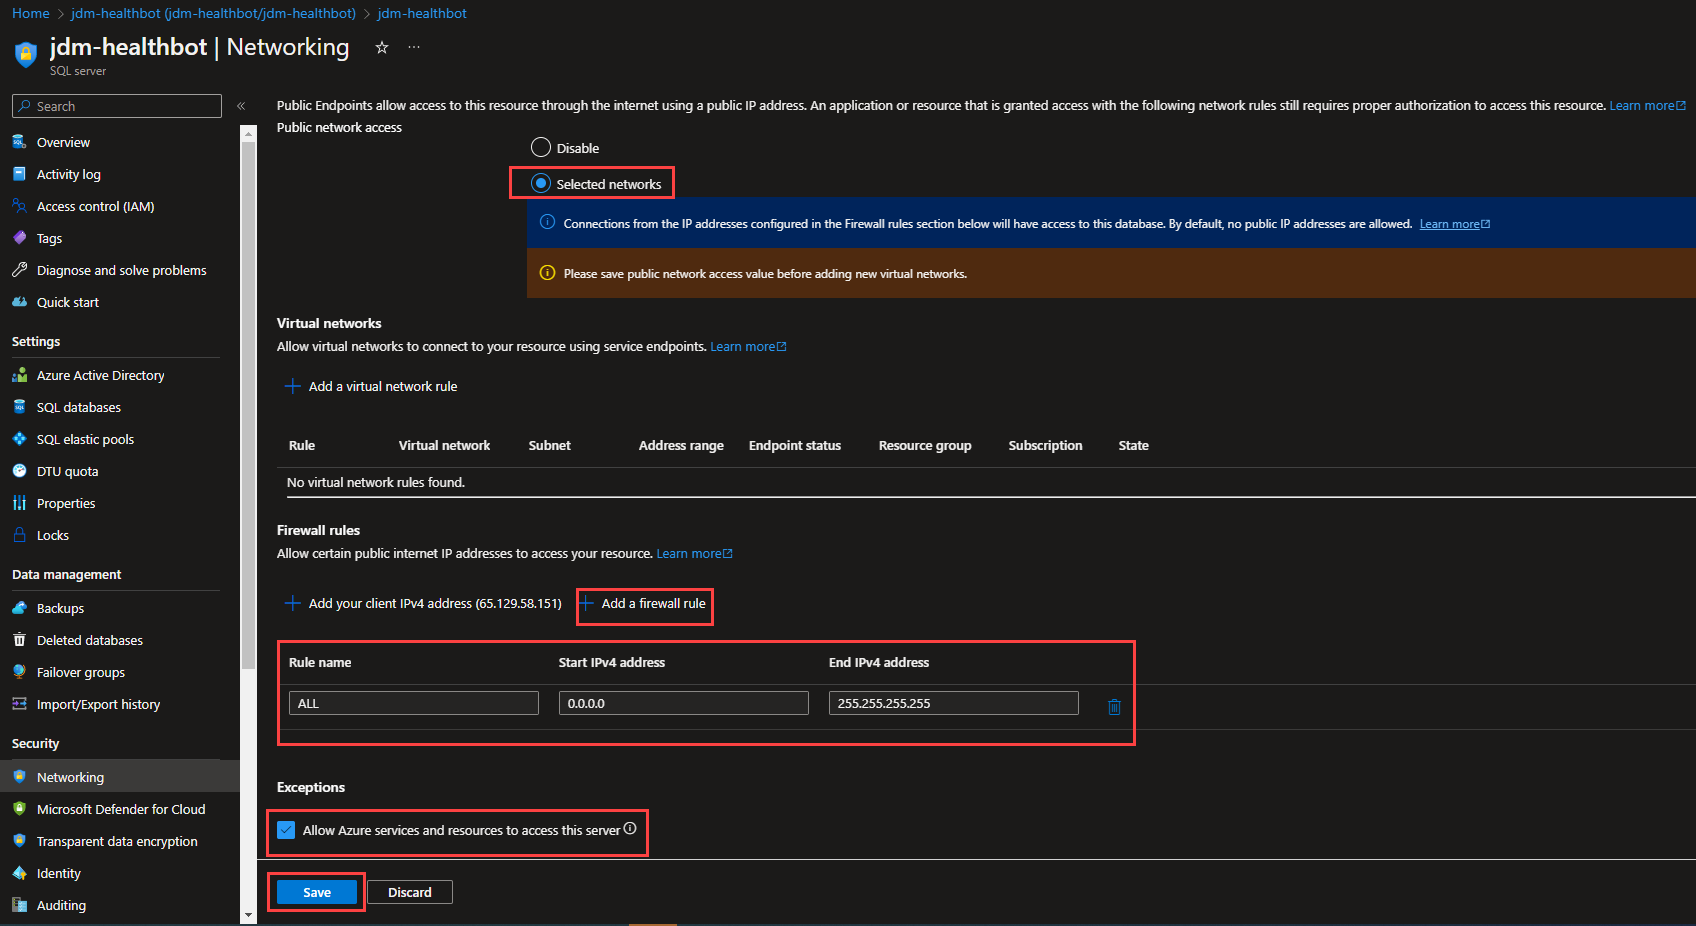 Home > jdm-healthbot (jdm-healthbot/jdm-healthbot) > jdm-healthbot
jdm-healthbot | Networking
SQL server
Search
Overview
Activity log
Access control (IAM)
Tags
Diagnose and solve problems
Quick start
Settings
Azure Active Directory
SQL databases
SQL elastic pools
DTU quota
Properties
Locks
Data management
Backups
Deleted databases
Failover groups
Import/Export history
Security
Networking
Microsoft Defender for Cloud
Transparent data encryption
Identity
Auditing
Public Endpoints allow access to this resource through the internet using a public IP address. An application or resource that is granted access with the following network rules still requires proper authorization to access this resource. Learn more
Public network access
Disable
Selected networks
Connections from the IP addresses configured in the Firewall rules section below will have access to this database. By default, no public IP addresses are allowed. Learn more
Please save public network access value before adding new virtual networks.
Virtual networks
Allow virtual networks to connect to your resource using service endpoints. Learn more
Add a virtual network rule
Rule Virtual network Subnet Address range Endpoint status Resource group Subscription State
No virtual network rules found.
Firewall rules
Allow certain public internet IP addresses to access your resource. Learn more
Add your client IPv4 address (65.129.58.151) Add a firewall rule
Rule name Start IPv4 address End IPv4 address
ALL 0.0.0.0 255.255.255.255
Exceptions
Allow Azure services and resources to access this server
Save Discard